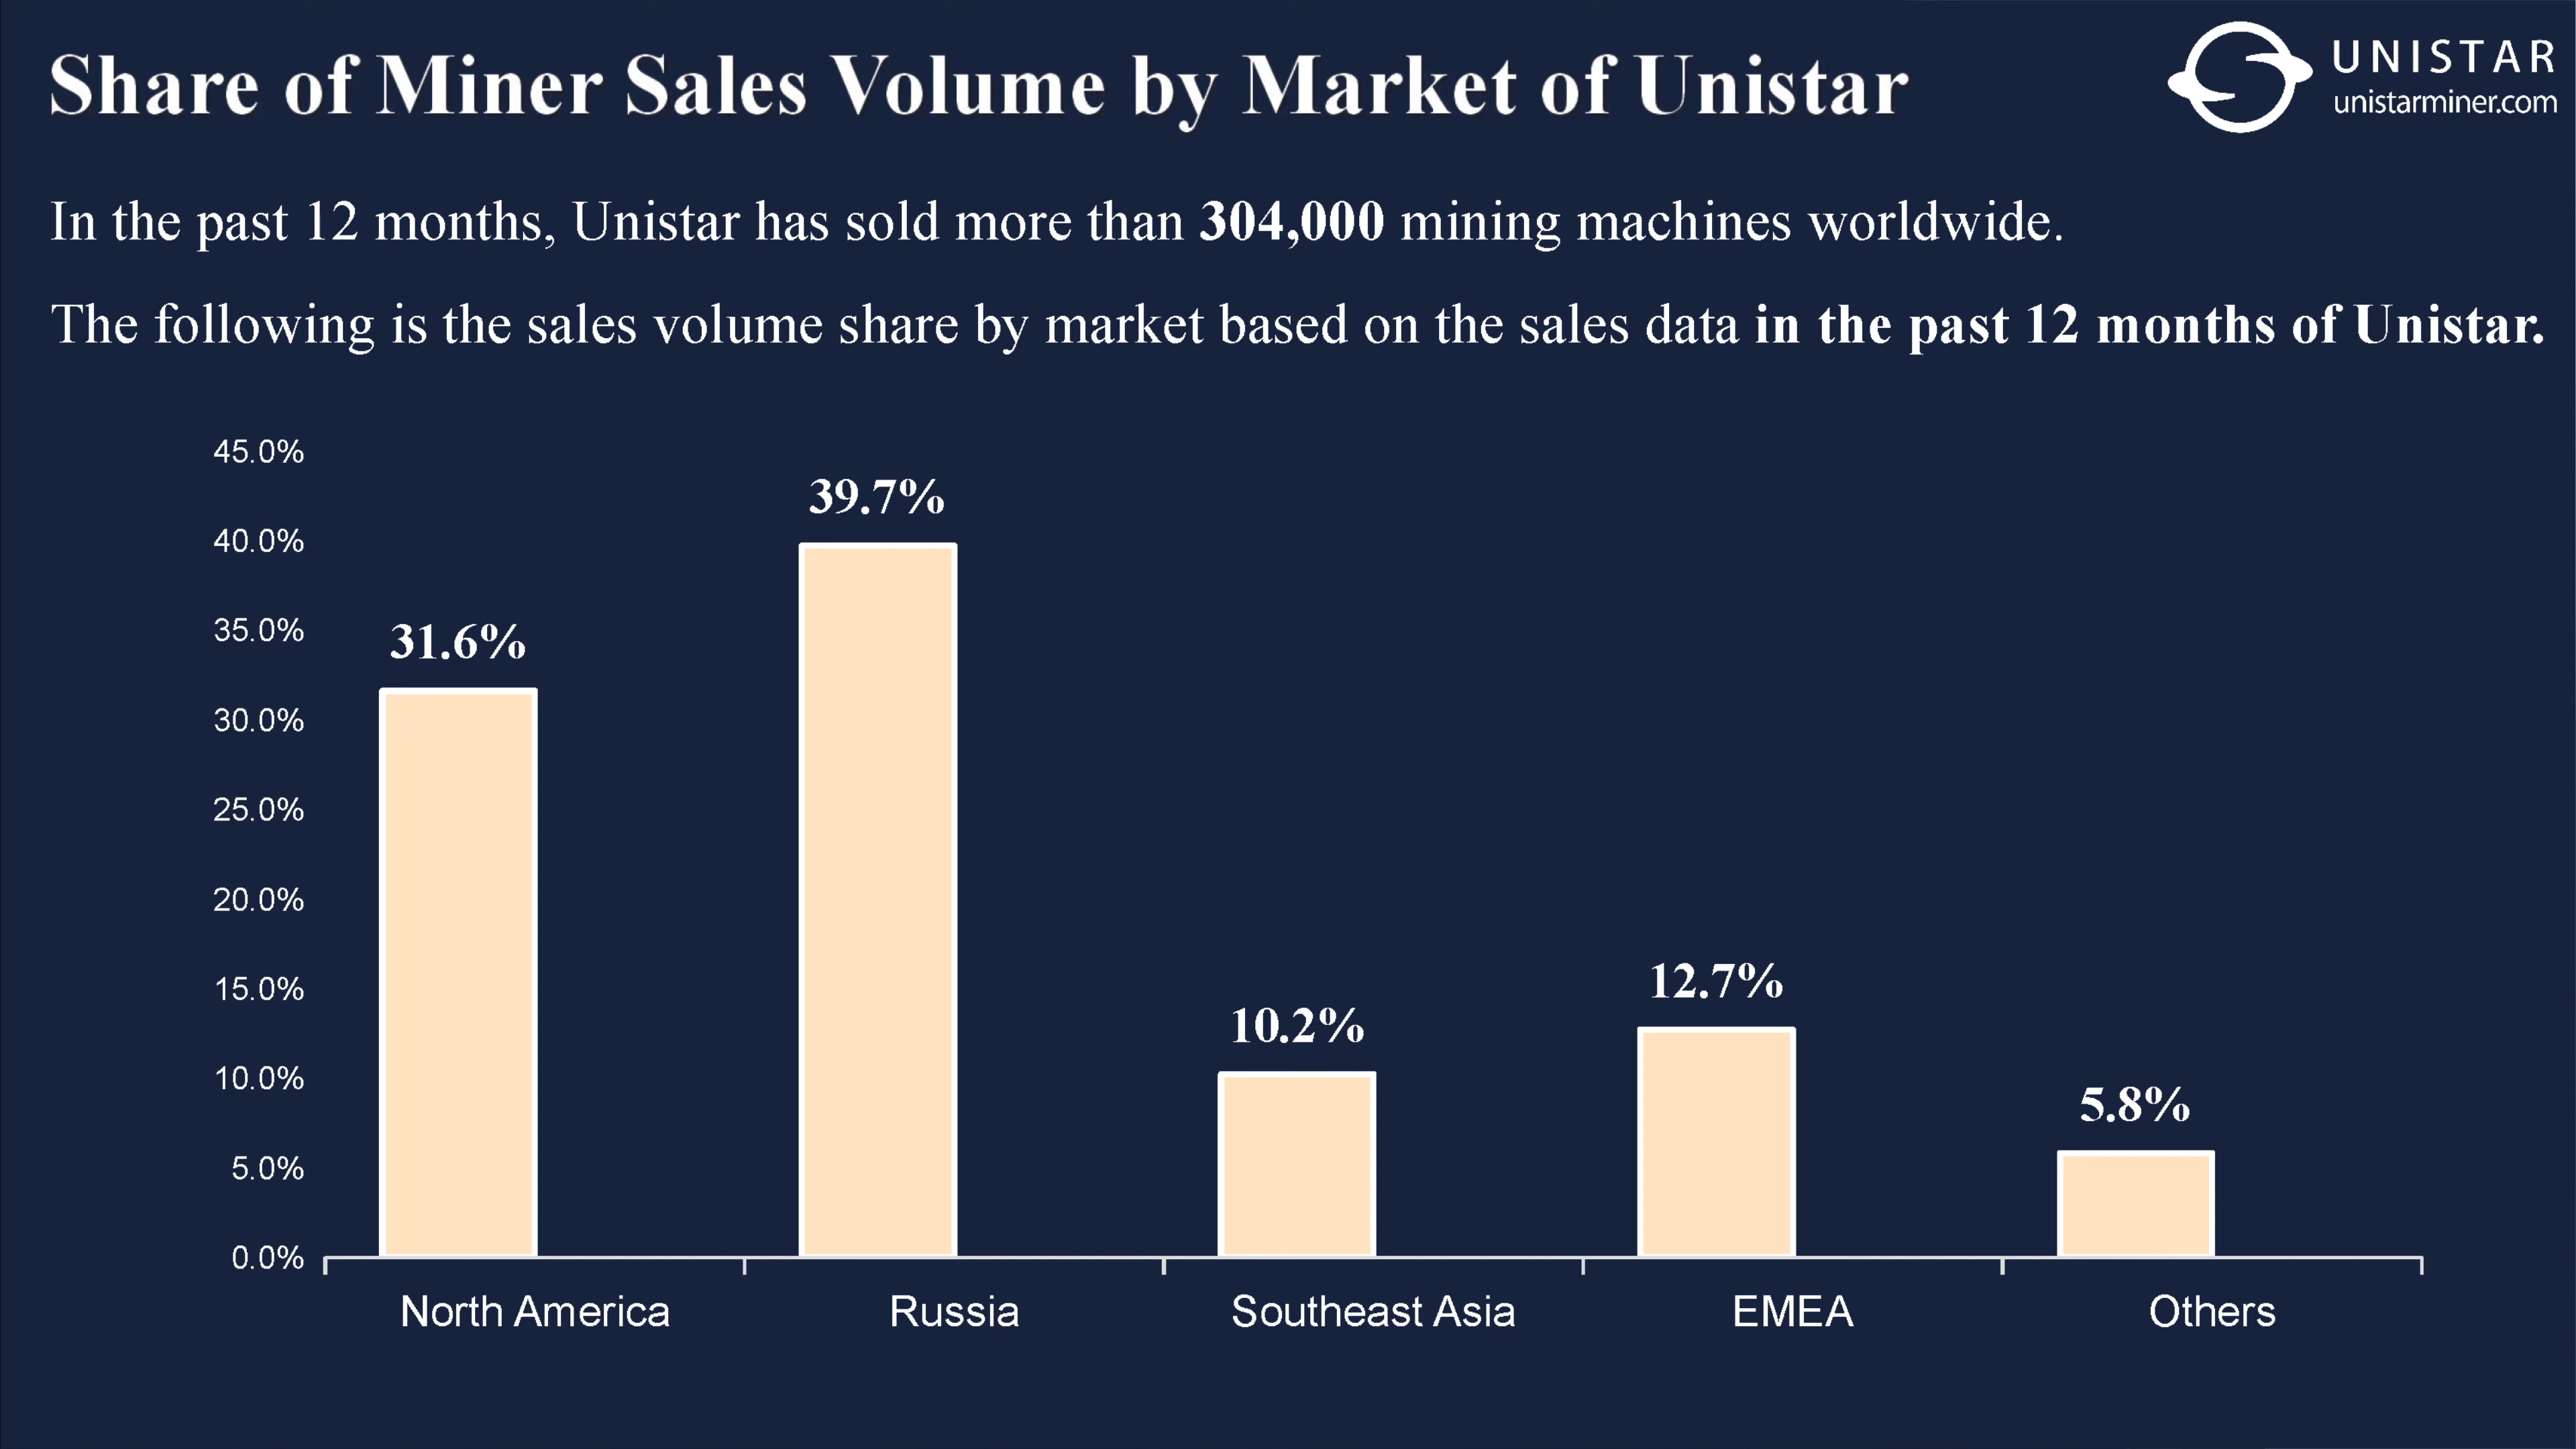 Share of Miner Sales Volume by Market of Unistar
UNISTAR
unistarminer.com
In the past 12 months, Unistar has sold more than 304,000 mining machines worldwide.
The following is the sales volume share by market based on the sales data in the past 12 months of Unistar.
45.0%
40.0%
35.0%
30.0%
25.0%
20.0%
15.0%
10.0%
5.0%
0.0%
31.6%
39.7%
10.2%
12.7%
5.8%
North America
Russia
Southeast Asia
EMEA
Others